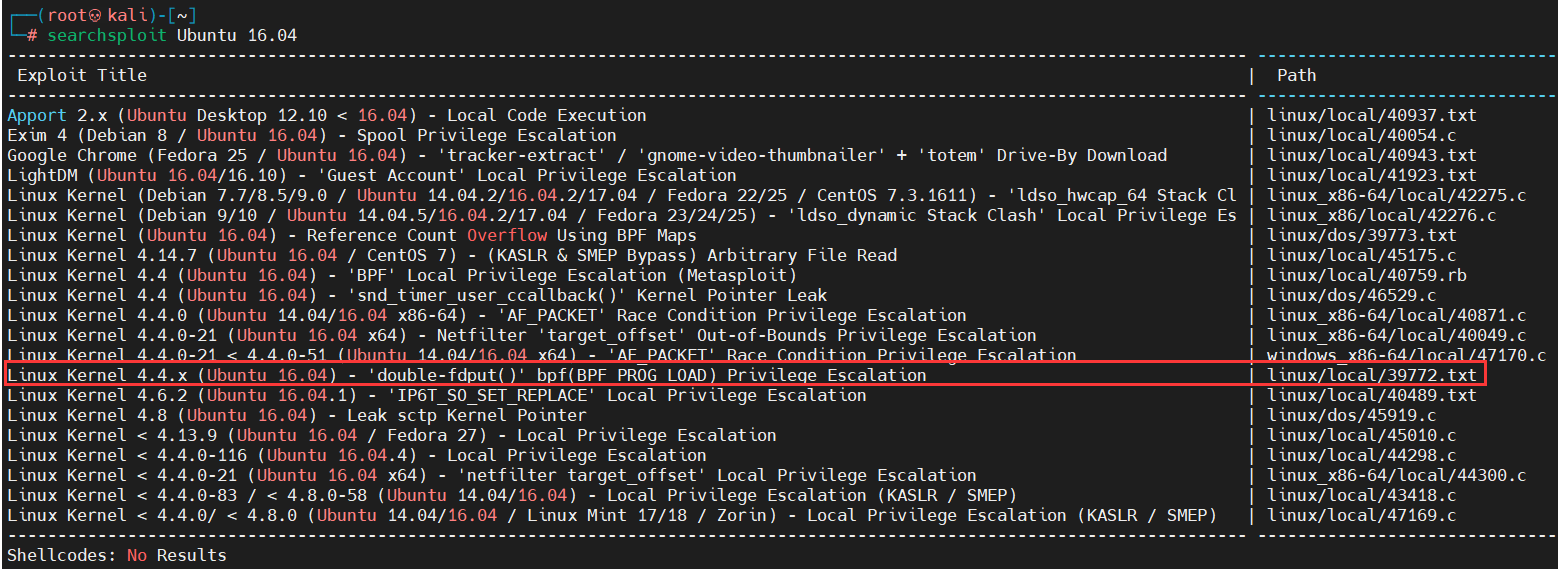 ┌──(root💀kali)-[~]
└─# searchsploit Ubuntu 16.04
Exploit Title | Path
Apport 2.x (Ubuntu Desktop 12.10 < 16.04) - Local Code Execution | linux/local/40937.txt
Exim 4 (Debian 8 / Ubuntu 16.04) - Spool Privilege Escalation | linux/local/40054.c
Google Chrome (Fedora 25 / Ubuntu 16.04) - 'tracker-extract' / 'gnome-video-thumbnailer' + 'totem' Drive-By Download | linux/local/40943.txt
LightDM (Ubuntu 16.04/16.10) - 'Guest Account' Local Privilege Escalation | linux/local/41923.txt
Linux Kernel (Debian 7.7/8.5/9.0 / Ubuntu 14.04.2/16.04.2/17.04 / Fedora 22/25 / CentOS 7.3.1611) - 'ldso_hwcap_64 Stack Cl | linux_x86-64/local/42275.c
Linux Kernel (Debian 9/10 / Ubuntu 14.04.5/16.04.2/17.04 / Fedora 23/24/25) - 'ldso_dynamic Stack Clash' Local Privilege Es | linux_x86/local/42276.c
Linux Kernel (Ubuntu 16.04) - Reference Count Overflow Using BPF Maps | linux/dos/39773.txt
Linux Kernel 4.14.7 (Ubuntu 16.04 / CentOS 7) - (KASLR & SMEP Bypass) Arbitrary File Read | linux/local/45175.c
Linux Kernel 4.4 (Ubuntu 16.04) - 'BPF' Local Privilege Escalation (Metasploit) | linux/local/40759.rb
Linux Kernel 4.4 (Ubuntu 16.04) - 'snd_timer_user_ccallback()' Kernel Pointer Leak | linux/dos/46529.c
Linux Kernel 4.4.0 (Ubuntu 14.04/16.04 x86-64) - 'AF_PACKET' Race Condition Privilege Escalation | linux_x86-64/local/40871.c
Linux Kernel 4.4.0-21 (Ubuntu 16.04 x64) - Netfilter 'target_offset' Out-of-Bounds Privilege Escalation | linux_x86-64/local/40049.c
Linux Kernel 4.4.0-21 < 4.4.0-51 (Ubuntu 14.04/16.04 x64) - 'AF_PACKET' Race Condition Privilege Escalation | windows_x86-64/local/47170.c
Linux Kernel 4.4.x (Ubuntu 16.04) - 'double-fdput()' bpf(BPF_PROG_LOAD) Privilege Escalation | linux/local/39772.txt
Linux Kernel 4.6.2 (Ubuntu 16.04.1) - 'IP6T_SO_SET_REPLACE' Local Privilege Escalation | linux/local/40489.txt
Linux Kernel 4.8 (Ubuntu 16.04) - Leak sctp Kernel Pointer | linux/dos/45919.c
Linux Kernel < 4.13.9 (Ubuntu 16.04 / Fedora 27) - Local Privilege Escalation | linux/local/45010.c
Linux Kernel < 4.4.0-116 (Ubuntu 16.04.4) - Local Privilege Escalation | linux/local/44298.c
Linux Kernel < 4.4.0-21 (Ubuntu 16.04 x64) - 'netfilter target_offset' Local Privilege Escalation | linux_x86-64/local/44300.c
Linux Kernel < 4.4.0-83 / < 4.8.0-58 (Ubuntu 14.04/16.04) - Local Privilege Escalation (KASLR / SMEP) | linux/local/43418.c
Linux Kernel < 4.4.0/ < 4.8.0 (Ubuntu 14.04/16.04 / Linux Mint 17/18 / Zorin) - Local Privilege Escalation (KASLR / SMEP) | linux/local/47169.c
Shellcodes: No Results